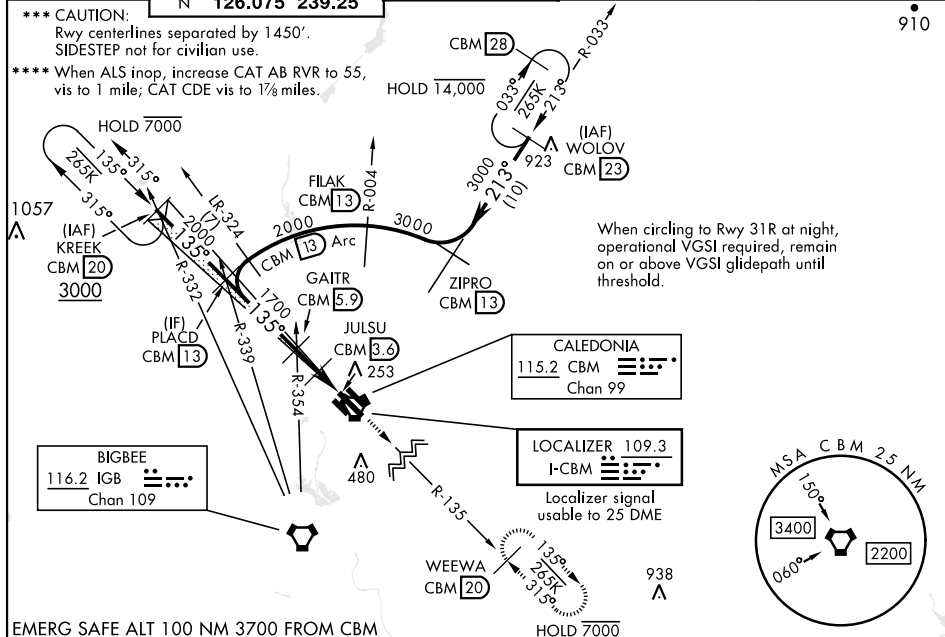 N 126.075 239.25
*** CAUTION:
Rwy centerlines separated by 1450'.
SIDESTEP not for civilian use.
**** When ALS inop, increase CAT AB RVR to 55,
vis to 1 mile; CAT CDE vis to 1⅞ miles.
910
CBM 28
R-033
HOLD 14,000
033°
265K
213°
(IAF)
WOLOV
CBM 23
923
3000
213°
(10)
HOLD 7000
135°
265K
315°
315°
1057
(IAF)
KREEK
CBM 20
3000
LR-324
(7)
2000
135°
FILAK
CBM 13
R-004
2000
3000
CBM 13 Arc
ZIPRO
CBM 13
When circling to Rwy 31R at night,
operational VGSI required, remain
on or above VGSI glidepath until
threshold.
R-332
(IF)
PLACD
CBM 13
R-339
1700
135°
GAITR
CBM 5.9
R-354
JULSU
CBM 3.6
253
CALEDONIA
115.2 CBM
Chan 99
LOCALIZER 109.3
I-CBM
Localizer signal
usable to 25 DME
BIGBEE
116.2 IGB
Chan 109
480
R-135
WEEWA
CBM 20
135°
265K
315°
938
HOLD 7000
MSA CBM 25 NM
150°
3400
2200
060°
EMERG SAFE ALT 100 NM 3700 FROM CBM